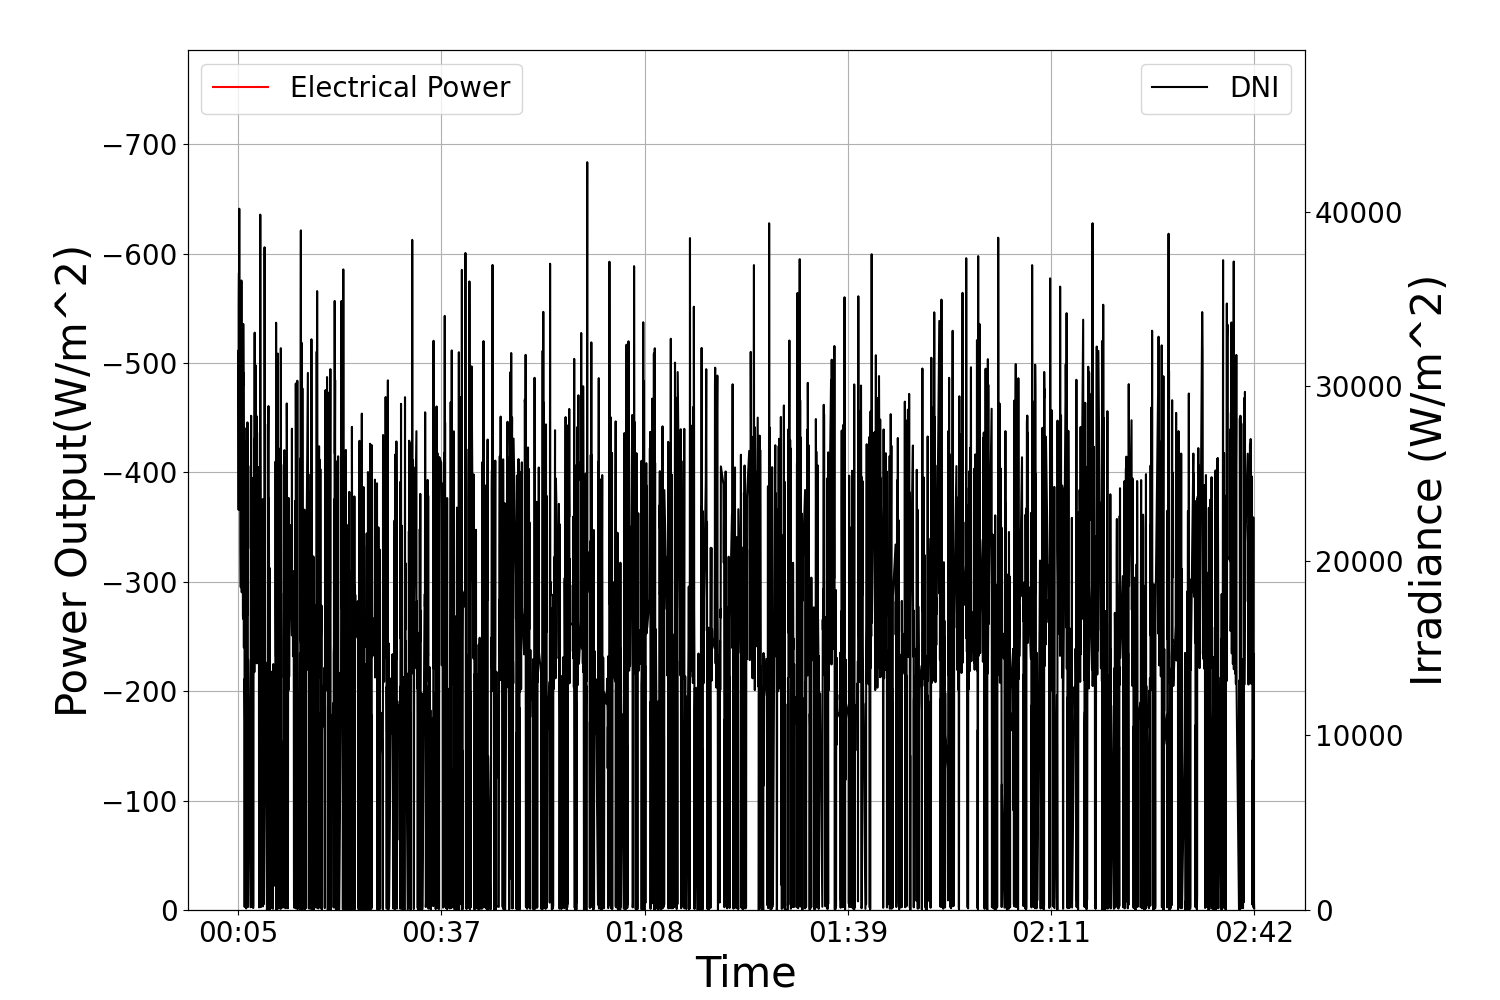 Electrical Power
DNI
Power Output(W/m^2)
−700
−600
−500
−400
−300
−200
−100
0
40000
30000
20000
10000
0
Irradiance (W/m^2)
00:05 00:37 01:08 01:39 02:11 02:42
Time